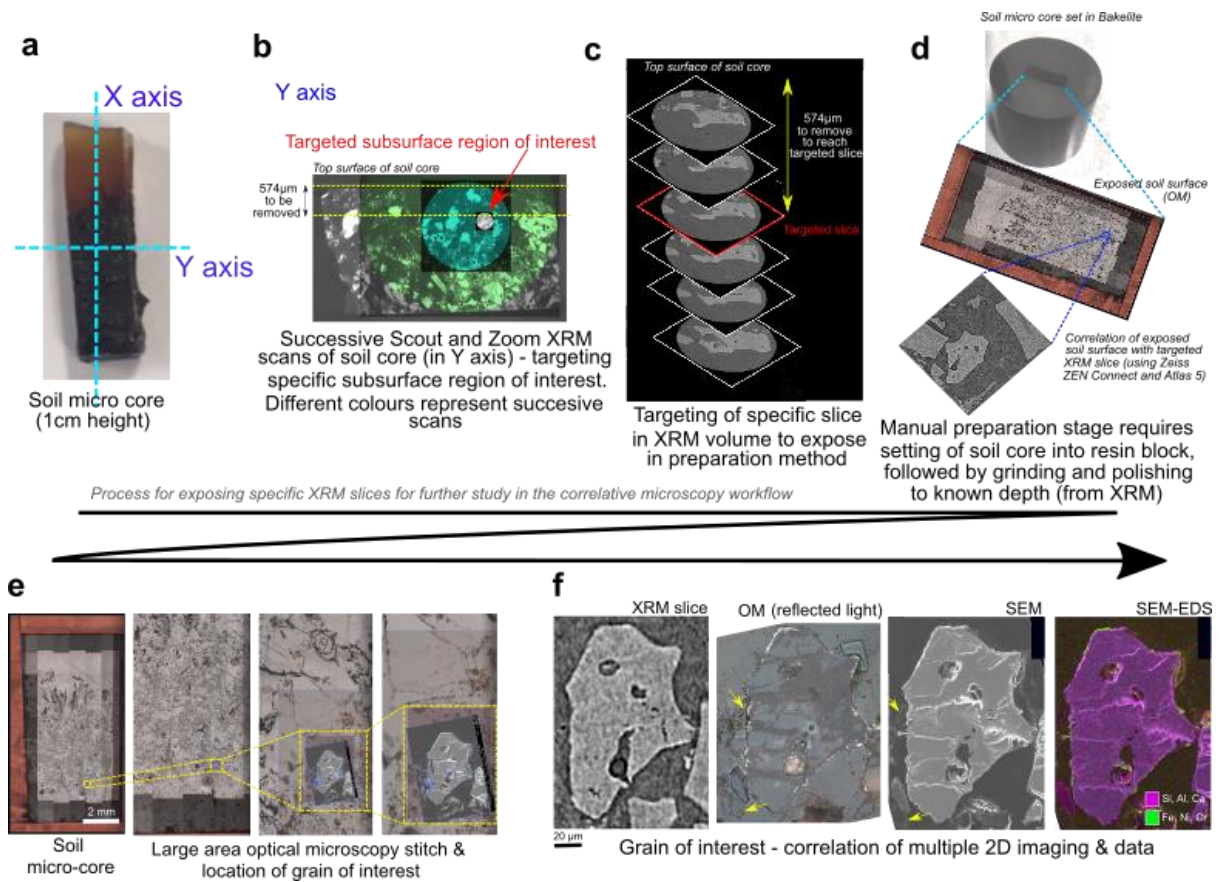 a
X axis
Y axis
Soil micro core
(1cm height)
b
Y axis
Targeted subsurface region of interest
Top surface of soil core
574µm
to be
removed
Successive Scout and Zoom XRM
scans of soil core (in Y axis) - targeting
specific subsurface region of interest.
Different colours represent succesive
scans
c
Top surface of soil core
574µm
to remove
to reach
targeted slice
Targeted slice
Targeting of specific slice
in XRM volume to expose
in preparation method
d
Soil micro core set in Bakelite
Exposed soil surface
(OM)
Correlation of exposed
soil surface with targeted
XRM slice (using Zeiss
ZEN Connect and Atlas 5)
Manual preparation stage requires
setting of soil core into resin block,
followed by grinding and polishing
to known depth (from XRM)
Process for exposing specific XRM slices for further study in the correlative microscopy workflow
e
2 mm
Soil
micro-core
Large area optical microscopy stitch &
location of grain of interest
f
XRM slice
OM (reflected light)
SEM
SEM-EDS
Si, Al, Ca
Fe, Ni, Cr
20 µm
Grain of interest - correlation of multiple 2D imaging & data